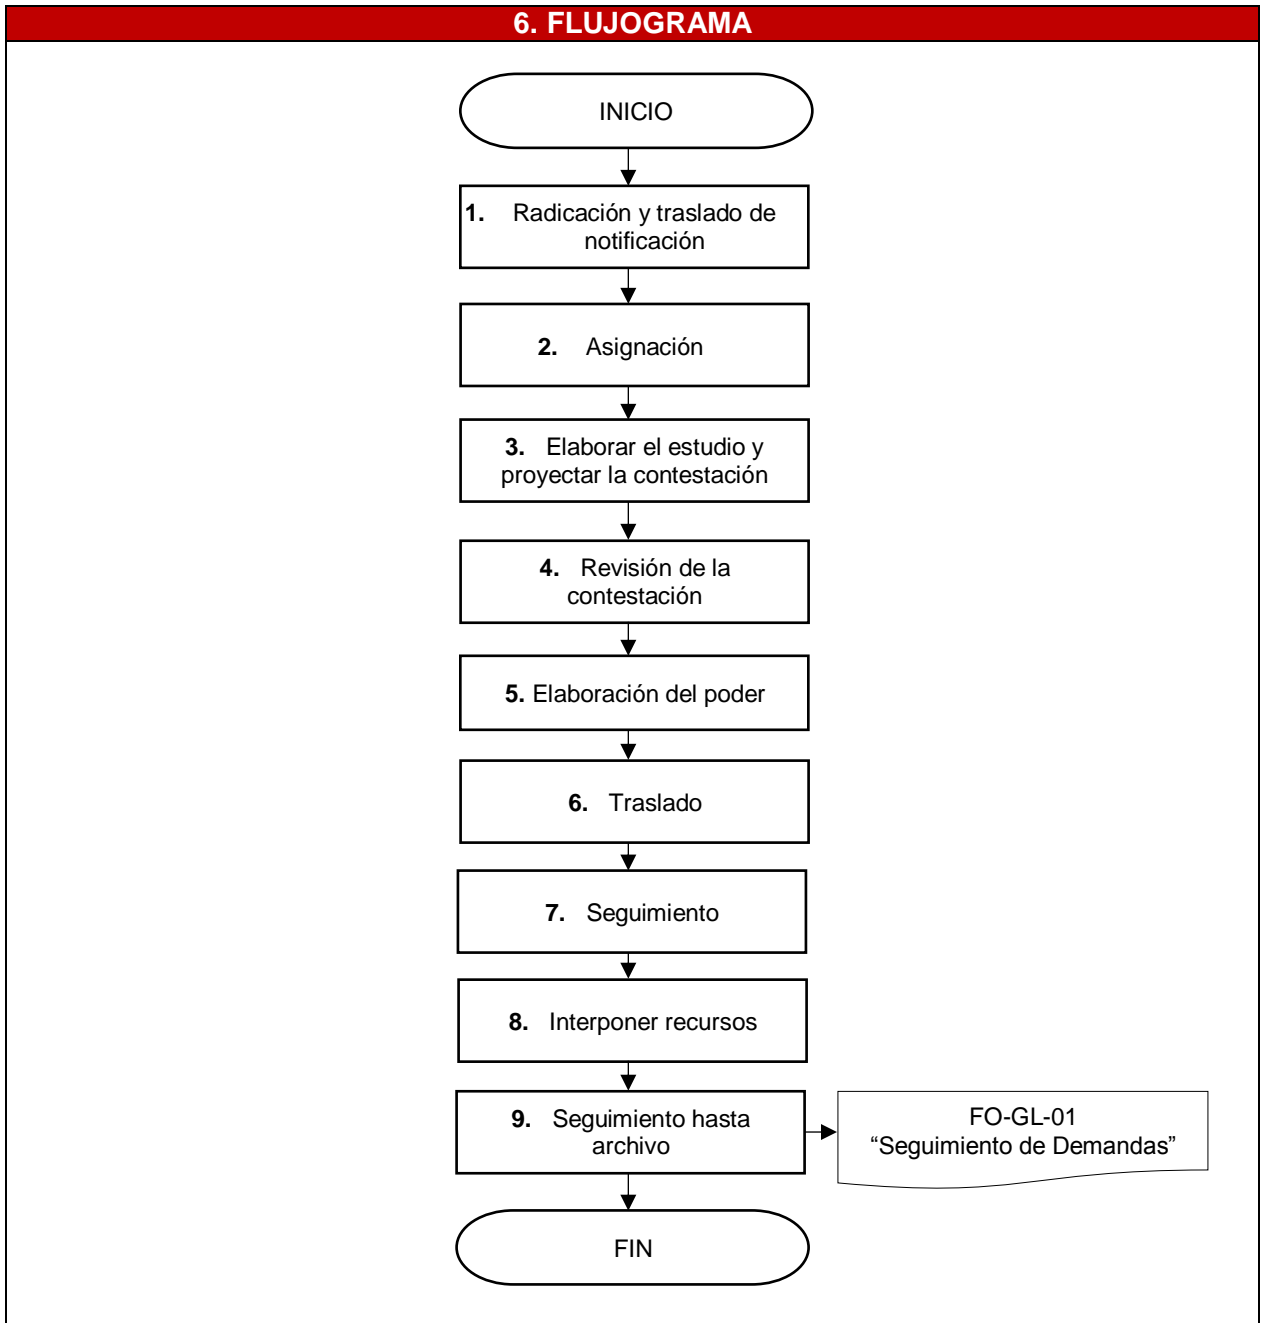 6. FLUJOGRAMA
INICIO
1. Radicación y traslado de
notificación
2. Asignación
3. Elaborar el estudio y
proyectar la contestación
4. Revisión de la
contestación
5. Elaboración del poder
6. Traslado
7. Seguimiento
8. Interponer recursos
9. Seguimiento hasta
archivo
FO-GL-01
“Seguimiento de Demandas”
FIN